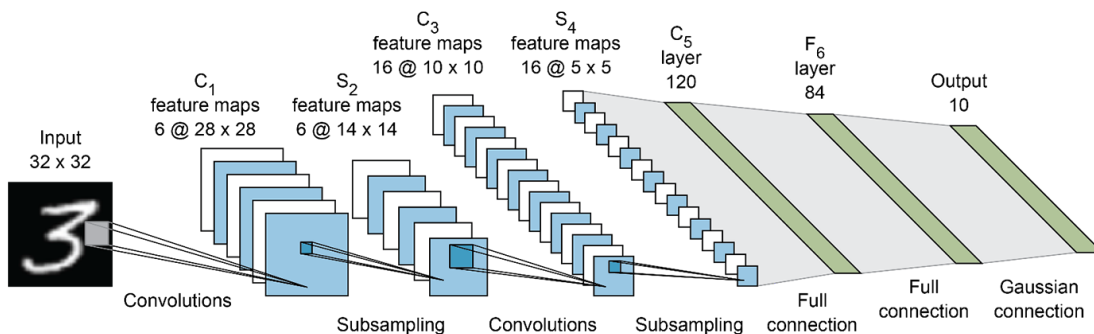 Input
32 x 32
C₁
feature maps
6 @ 28 x 28
S₂
feature maps
6 @ 14 x 14
C₃
feature maps
16 @ 10 x 10
S₄
feature maps
16 @ 5 x 5
C₅
layer
120
F₆
layer
84
Output
10
3
Convolutions
Subsampling
Convolutions
Subsampling
Full
connection
Full
connection
Gaussian
connection